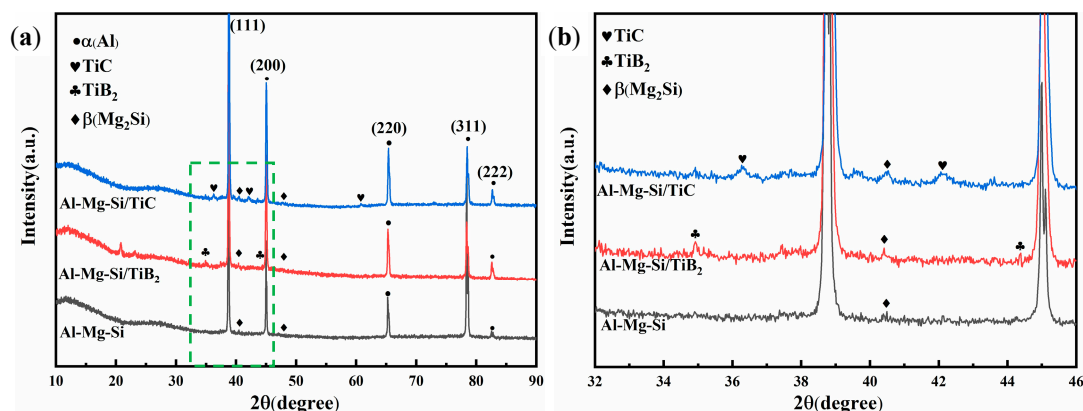 (a)
(111)
• α(Al)
♥ TiC
♣ TiB₂
♦ β(Mg₂Si)
(200)
(220)
(311)
(222)
Intensity(a.u.)
Al-Mg-Si/TiC
Al-Mg-Si/TiB₂
Al-Mg-Si
10 20 30 40 50 60 70 80 90
2θ(degree)
(b)
♥ TiC
♣ TiB₂
♦ β(Mg₂Si)
Intensity(a.u.)
Al-Mg-Si/TiC
Al-Mg-Si/TiB₂
Al-Mg-Si
32 34 36 38 40 42 44 46
2θ(degree)